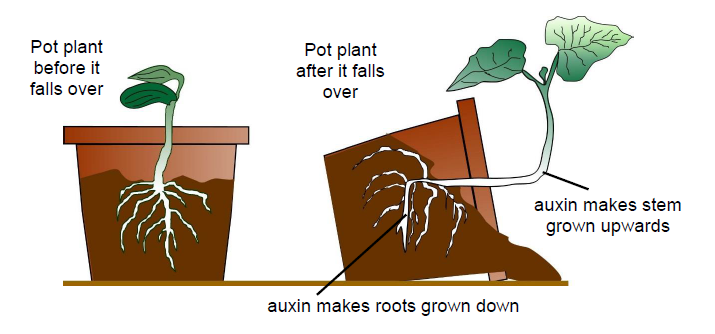 Pot plant
before it
falls over
Pot plant
after it falls
over
auxin makes stem
grown upwards
auxin makes roots grown down